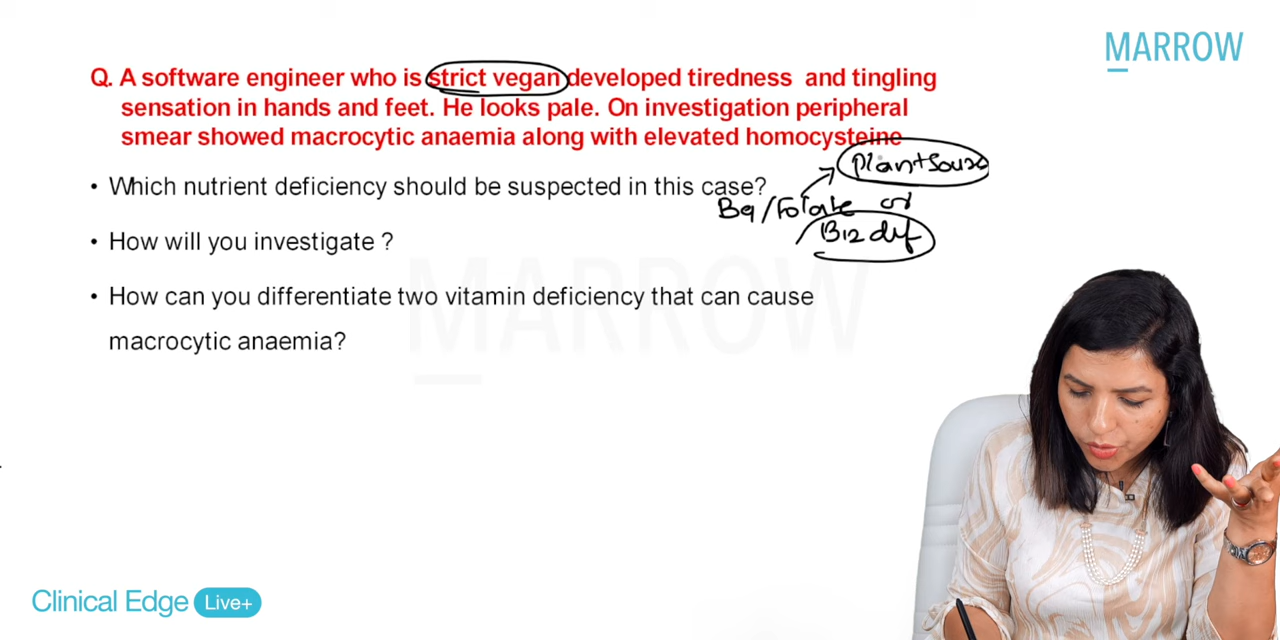 MARROW
Q. A software engineer who is strict vegan developed tiredness and tingling
sensation in hands and feet. He looks pale. On investigation peripheral
smear showed macrocytic anaemia along with elevated homocysteine
plant source
• Which nutrient deficiency should be suspected in this case?
B9/Folate or
B12 def
• How will you investigate ?
MARROW
• How can you differentiate two vitamin deficiency that can cause
macrocytic anaemia?
Clinical Edge Live+